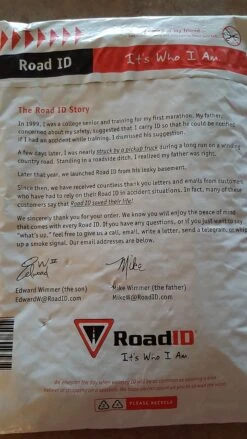 Road ID
It's Who I Am.
The Road ID Story
In 1999, I was a college senior and training for my first marathon. My father,
concerned about my safety, suggested that I carry ID so that he could be notified
if I had an accident while training. I dismissed his suggestion.
A few days later, I was nearly struck by a pickup truck during a long run on a winding
country road. Standing in a roadside ditch, I realized my father was right.
Later that year, we launched Road ID from his leaky basement.
Since then, we have received countless thank you letters and emails from customers
who have had to rely on their Road ID in accident situations. In fact, many of these
customers say that Road ID saved their life.
We sincerely thank you for your order. We know you will enjoy the peace of mind
that comes with every Road ID. If you have any questions, or if you just want to say
"what's up," feel free to give us a call, email, write a letter, send a telegram, or whip
up a smoke signal. Our email addresses are below.
Edward W II
Mike
Edward Wimmer (the son)
Mike Wimmer (the father)
EdwardW@RoadID.com
MikeW@RoadID.com
RoadID
It's Who I Am.
PLEASE RECYCLE